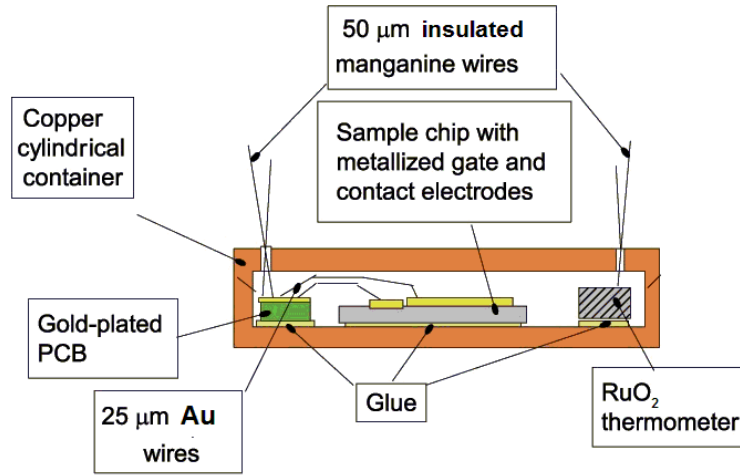 50 μm insulated
manganine wires
Copper
cylindrical
container
Sample chip with
metallized gate and
contact electrodes
Gold-plated
PCB
25 μm Au
wires
Glue
RuO₂
thermometer